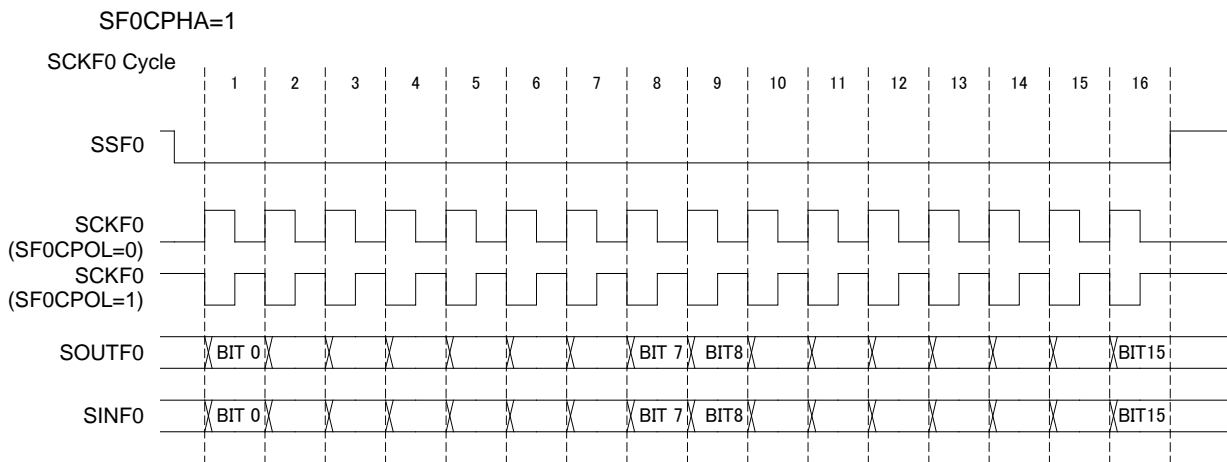 SF0CPHA=1
SCKF0 Cycle
1 2 3 4 5 6 7 8 9 10 11 12 13 14 15 16
SSF0
SCKF0
(SF0CPOL=0)
SCKF0
(SF0CPOL=1)
SOUTF0 BIT 0 BIT 7 BIT8 BIT15
SINF0 BIT 0 BIT 7 BIT8 BIT15